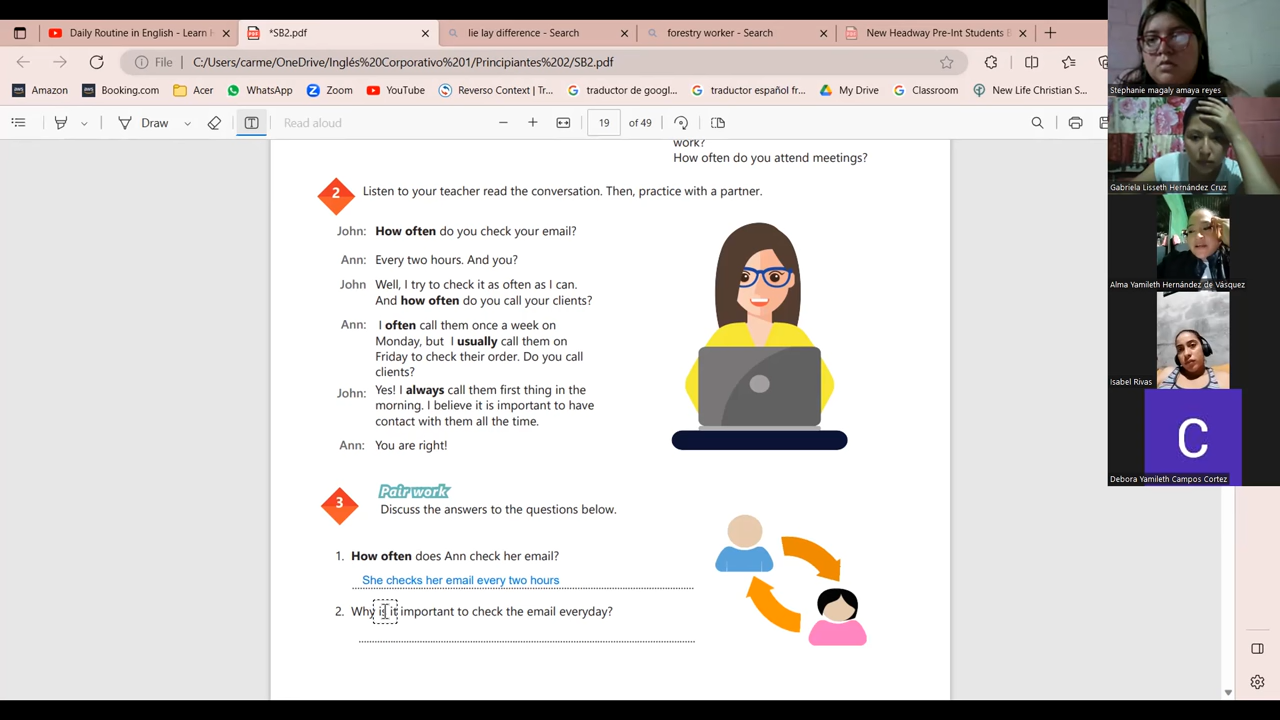 Daily Routine in English - Learn H
*SB2.pdf
lie lay difference - Search
forestry worker - Search
New Headway Pre-Int Students B
File
C:/Users/carme/OneDrive/Inglés%20Corporativo%201/Principiantes%202/SB2.pdf
Amazon
Booking.com
Acer
WhatsApp
Zoom
YouTube
Reverso Context | Tr...
traductor de googl...
traductor español fr...
My Drive
Classroom
New Life Christian S...
Draw
Read aloud
19 of 49
work?
How often do you attend meetings?
2 Listen to your teacher read the conversation. Then, practice with a partner.
John: How often do you check your email?
Ann: Every two hours. And you?
John Well, I try to check it as often as I can.
And how often do you call your clients?
Ann: I often call them once a week on
Monday, but I usually call them on
Friday to check their order. Do you call
clients?
John: Yes! I always call them first thing in the
morning. I believe it is important to have
contact with them all the time.
Ann: You are right!
3 Pair work
Discuss the answers to the questions below.
1. How often does Ann check her email?
She checks her email every two hours
2. Why is it important to check the email everyday?
Stephanie magaly amaya reyes
Gabriela Lisseth Hernández Cruz
Alma Yamileth Hernández de Vásquez
Isabel Rivas
C
Debora Yamileth Campos Cortez